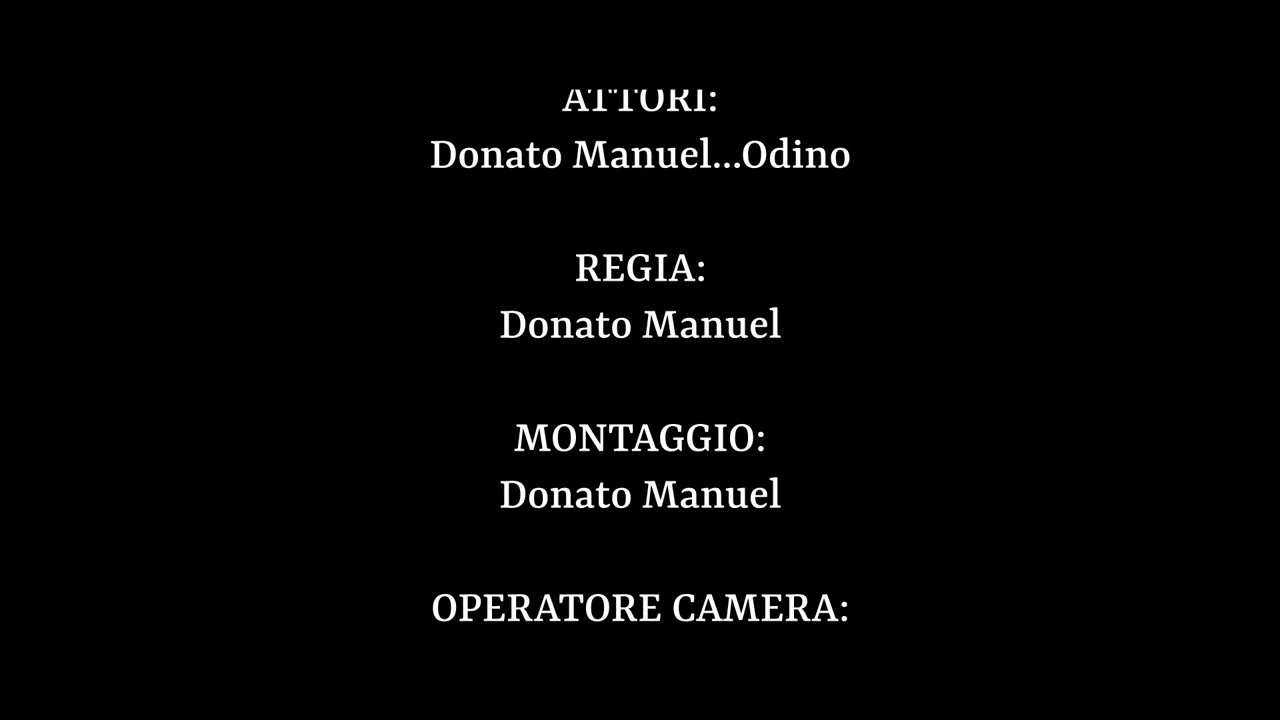 ATTORI:
Donato Manuel...Odino
REGIA:
Donato Manuel
MONTAGGIO:
Donato Manuel
OPERATORE CAMERA: